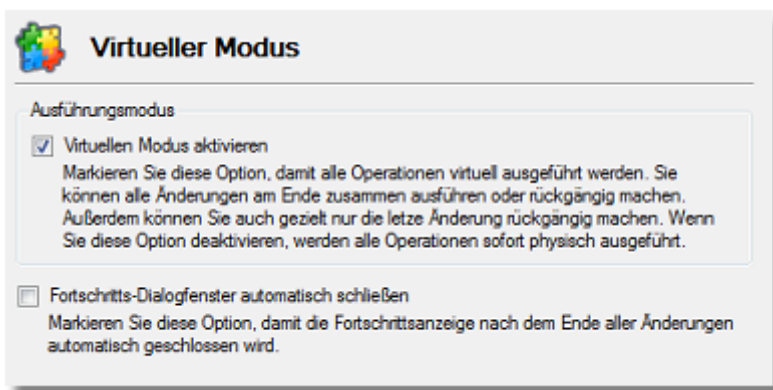 Virtueller Modus
Ausführungsmodus
Virtuellen Modus aktivieren
Markieren Sie diese Option, damit alle Operationen virtuell ausgeführt werden. Sie
können alle Änderungen am Ende zusammen ausführen oder rückgängig machen.
Außerdem können Sie auch gezielt nur die letze Änderung rückgängig machen. Wenn
Sie diese Option deaktivieren, werden alle Operationen sofort physisch ausgeführt.
Fortschritts-Dialogfenster automatisch schließen
Markieren Sie diese Option, damit die Fortschrittsanzeige nach dem Ende aller Änderungen
automatisch geschlossen wird.